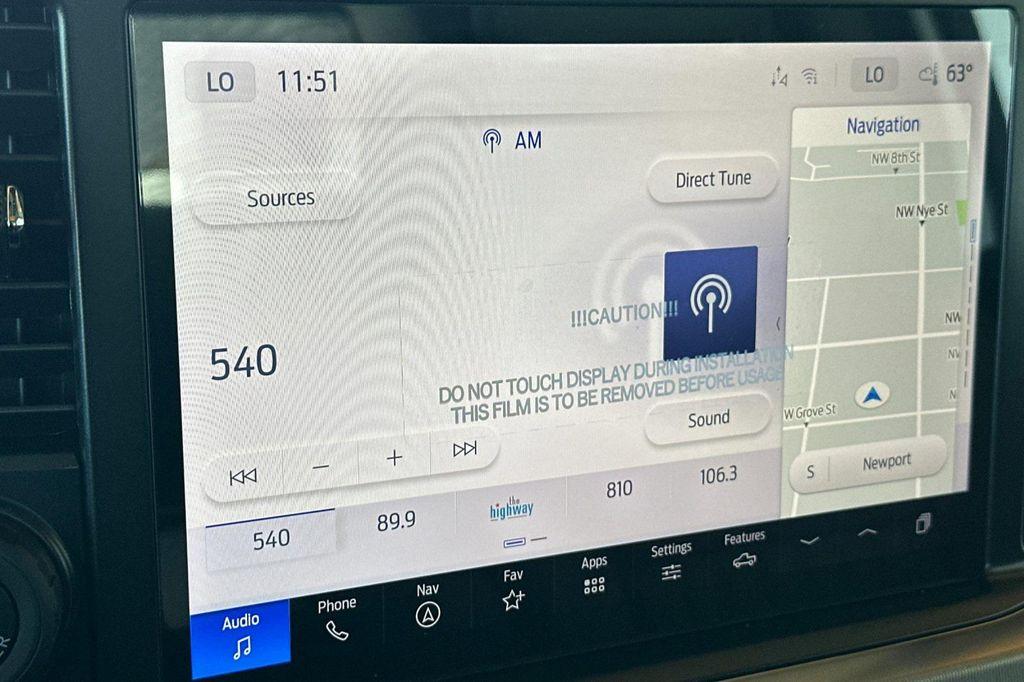 LO 11:51 LO 63°
AM
Navigation
NW 8th St
Sources
Direct Tune
NW Nye St
!!!CAUTION!!!
NW
540
DO NOT TOUCH DISPLAY DURING INSTALLATION
THIS FILM IS TO BE REMOVED BEFORE USAGE
W Grove St
Sound
S Newport
540 89.9 the highway 810 106.3
Audio Phone Nav Fav Apps Settings Features